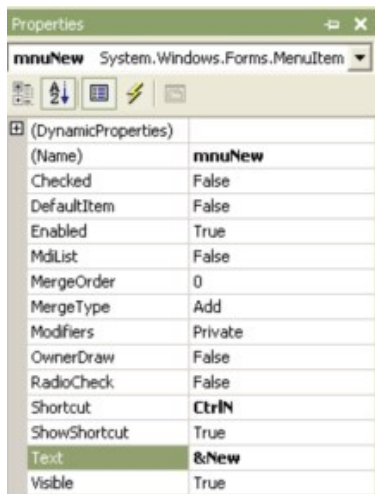 Properties
mnuNew System.Windows.Forms.MenuItem
(DynamicProperties)
(Name) mnuNew
Checked False
DefaultItem False
Enabled True
MdiList False
MergeOrder 0
MergeType Add
Modifiers Private
OwnerDraw False
RadioCheck False
Shortcut CtrlN
ShowShortcut True
Text &New
Visible True